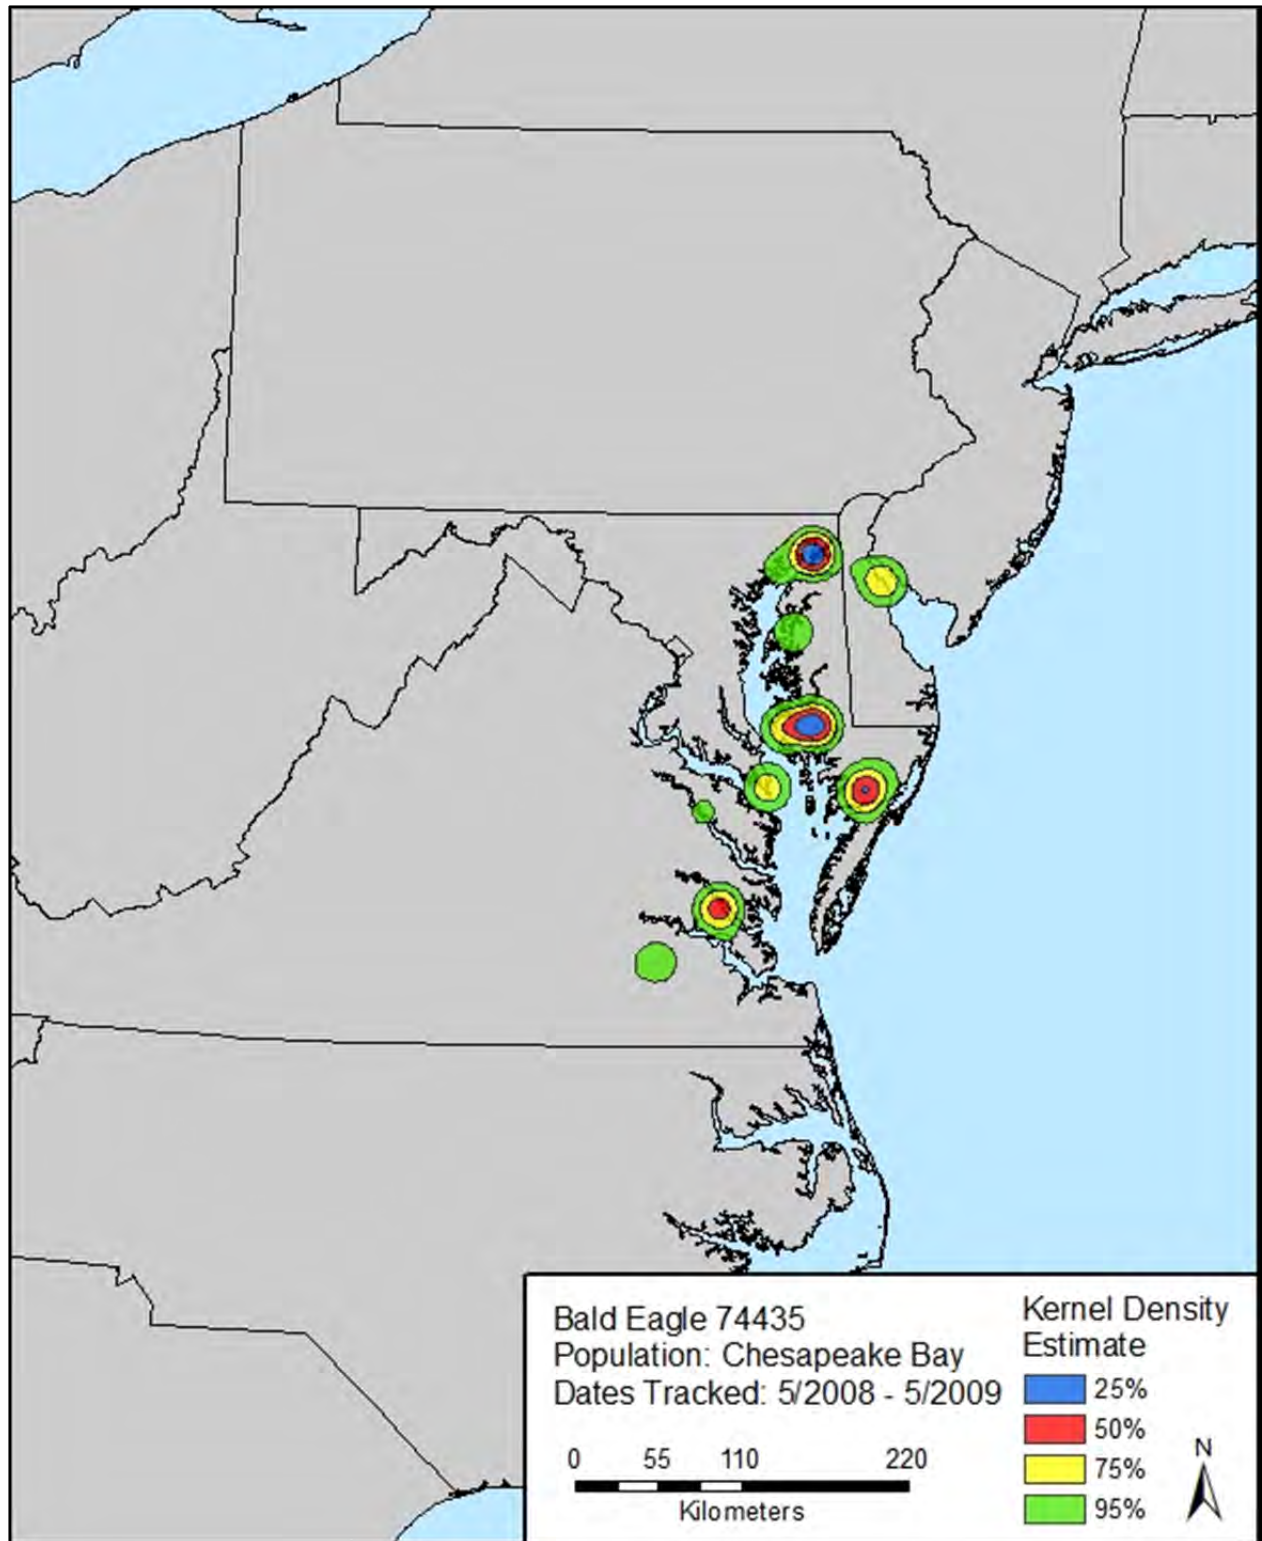 Bald Eagle 74435
Population: Chesapeake Bay
Dates Tracked: 5/2008 - 5/2009
0 55 110 220
Kilometers
Kernel Density
Estimate
25%
50%
75%
95%
N